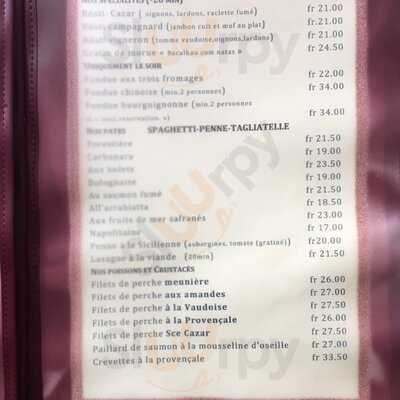 NOS SPÉCIALITÉS (+20 MIN)
Rösti Cazar ( oignons, lardons, raclette fumé) fr 21.00
Rösti campagnard (jambon cuit et œuf au plat) fr 21.00
Rösti vigneron (tomme vaudoise,oignons,lardons) fr 21.00
Gratin de morue « Bacalhau com natas » fr 24.50
UNIQUEMENT LE SOIR
Fondue aux trois fromages fr 22.00
Fondue chinoise (min.2 personnes) fr 34.00
Fondue bourguignonne (min.2 personnes
fr 34.00
NOS PATES SPAGHETTI-PENNE-TAGLIATELLE
Forestière fr 21.50
Carbonara fr 19.00
Aux bolets fr 23.50
Bolognaise fr 19.00
Au saumon fumé fr 21.50
All'arrabiatta fr 18.50
Aux fruits de mer safranés fr 23.00
Napolitaine fr 17.00
Penne à le Sicilienne (aubergines, tomate (gratiné)) fr20.00
Lasagne à la viande (20min) fr 21.50
NOS POISSONS ET CRUSTACÉS
Filets de perche meunière fr 26.00
Filets de perche aux amandes fr 27.00
Filets de perche à la Vaudoise fr 27.50
Filets de perche à la Provençale fr 26.00
Filets de perche Sce Cazar fr 27.50
Paillard de saumon à la mousseline d'oseille fr 27.00
Crevettes à la provençale fr 33.50